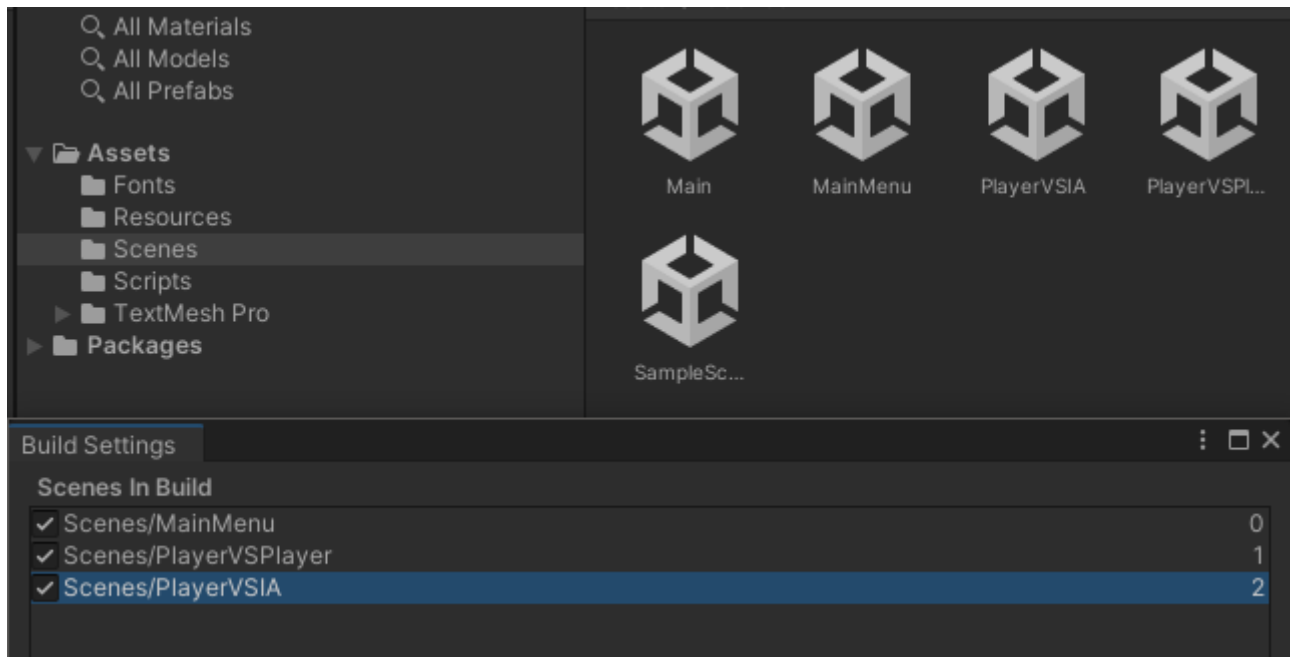 All Materials
All Models
All Prefabs
Assets
Fonts
Resources
Scenes
Scripts
TextMesh Pro
Packages
Main MainMenu PlayerVSIA PlayerVSPl...
SampleSc...
Build Settings
Scenes In Build
Scenes/MainMenu 0
Scenes/PlayerVSPlayer 1
Scenes/PlayerVSIA 2